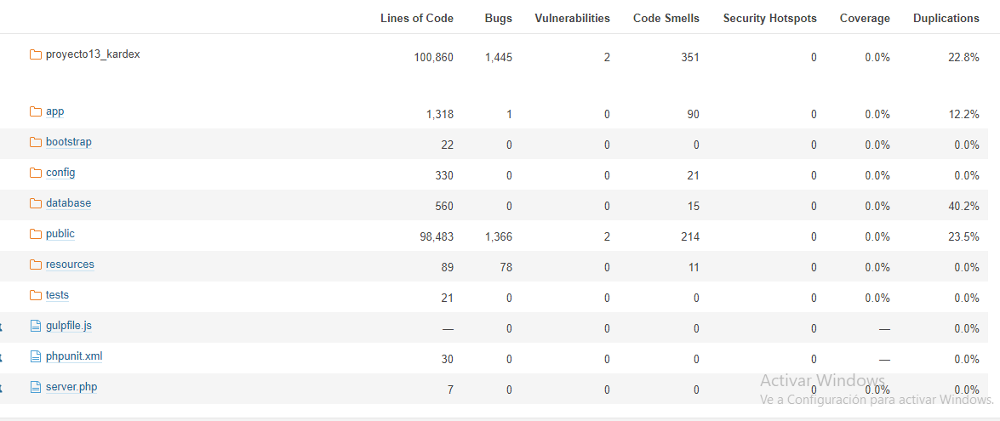 Lines of Code Bugs Vulnerabilities Code Smells Security Hotspots Coverage Duplications
proyecto13_kardex 100,860 1,445 2 351 0 0.0% 22.8%
app 1,318 1 0 90 0 0.0% 12.2%
bootstrap 22 0 0 0 0 0.0% 0.0%
config 330 0 0 21 0 0.0% 0.0%
database 560 0 0 15 0 0.0% 40.2%
public 98,483 1,366 2 214 0 0.0% 23.5%
resources 89 78 0 11 0 0.0% 0.0%
tests 21 0 0 0 0 0.0% 0.0%
gulpfile.js — 0 0 0 0 — 0.0%
phpunit.xml 30 0 0 0 0 — 0.0%
server.php 7 0 0 0 0 0.0% 0.0%
Activar Windows
Ve a Configuración para activar Windows.